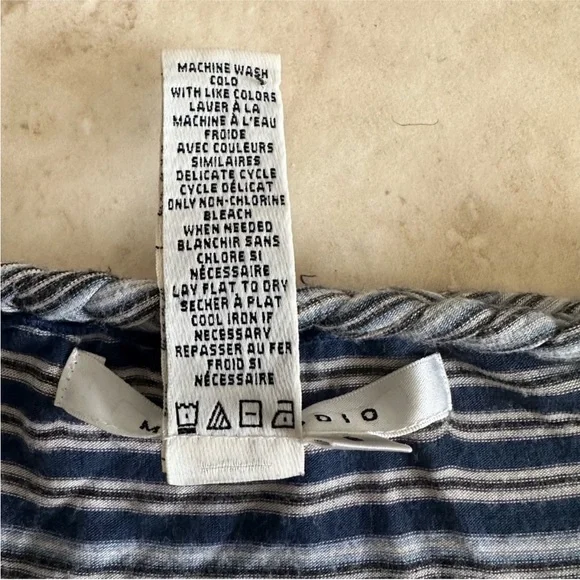 MACHINE WASH
COLD
WITH LIKE COLORS
LAVER À LA
MACHINE À L'EAU
FROIDE
AVEC COULEURS
SIMILAIRES
DELICATE CYCLE
CYCLE DÉLICAT
ONLY NON-CHLORINE
BLEACH
WHEN NEEDED
BLANCHIR SANS
CHLORE SI
NÉCESSAIRE
LAY FLAT TO DRY
SECHER À PLAT
COOL IRON IF
NECESSARY
REPASSER AU FER
FROID SI
NÉCESSAIRE